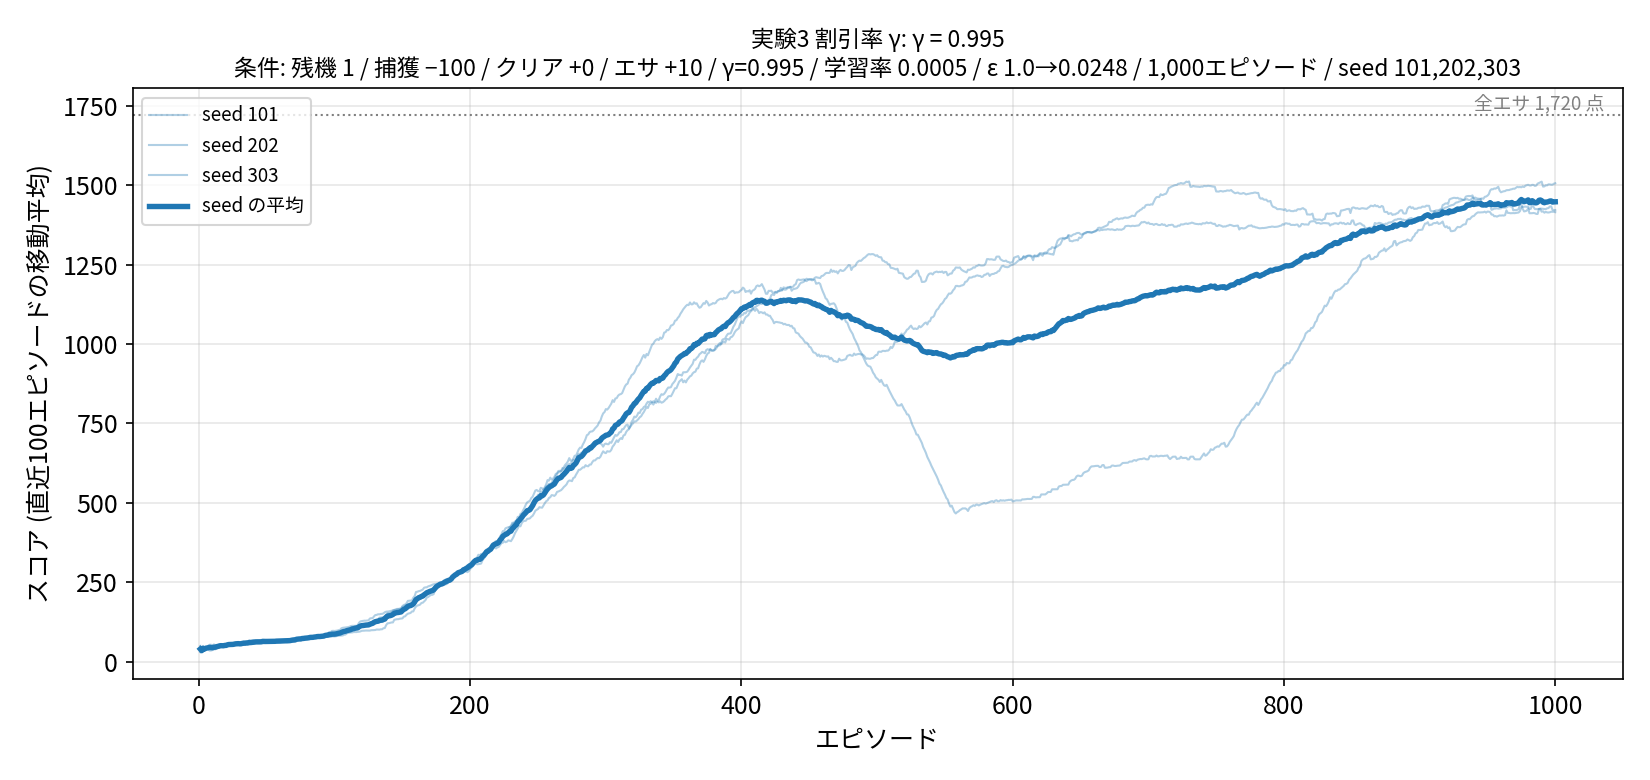 実験3 割引率 γ: γ = 0.995
条件: 残機 1 / 捕獲 −100 / クリア +0 / エサ +10 / γ=0.995 / 学習率 0.0005 / ε 1.0→0.0248 / 1,000エピソード / seed 101,202,303
全エサ 1,720 点
seed 101
seed 202
seed 303
seed の平均
スコア (直近100エピソードの移動平均)
1750
1500
1250
1000
750
500
250
0
0
200
400
600
800
1000
エピソード